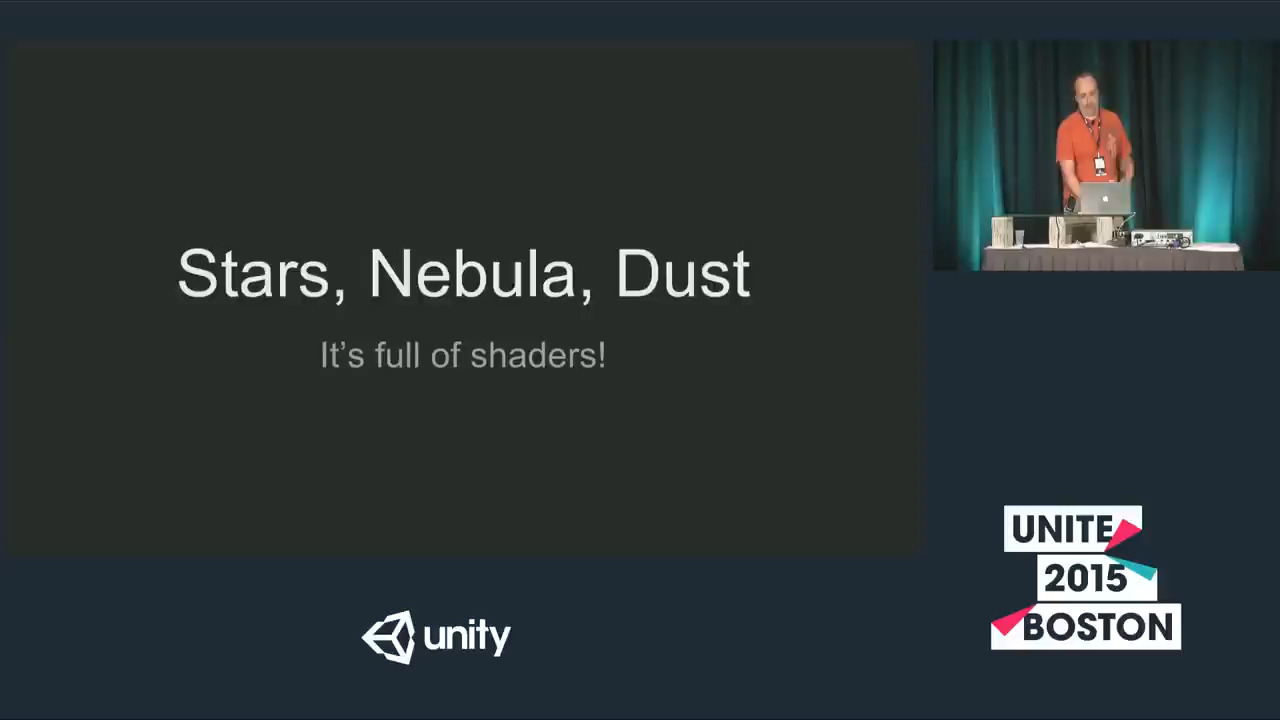 Stars, Nebula, Dust
It’s full of shaders!
unity
UNITE
2015
BOSTON